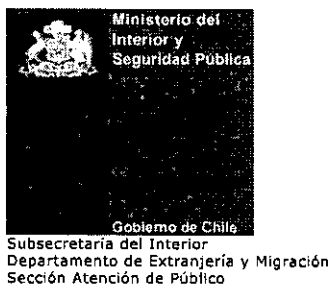 Ministerio del
Interior y
Seguridad Pública
Gobierno de Chile
Subsecretaría del Interior
Departamento de Extranjería y Migración
Sección Atención de Público